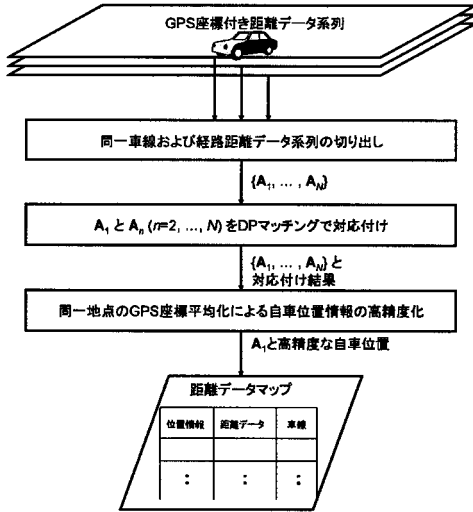 GPS座標付き距離データ系列
同一車線および経路距離データ系列の切り出し
{A1, ... , AN}
A1 と An (n=2, ..., N) をDPマッチングで対応付け
{A1, ... , AN} と
対応付け結果
同一地点のGPS座標平均化による自車位置情報の高精度化
A1と高精度な自車位置
距離データマップ
位置情報 距離データ 車線
: : :